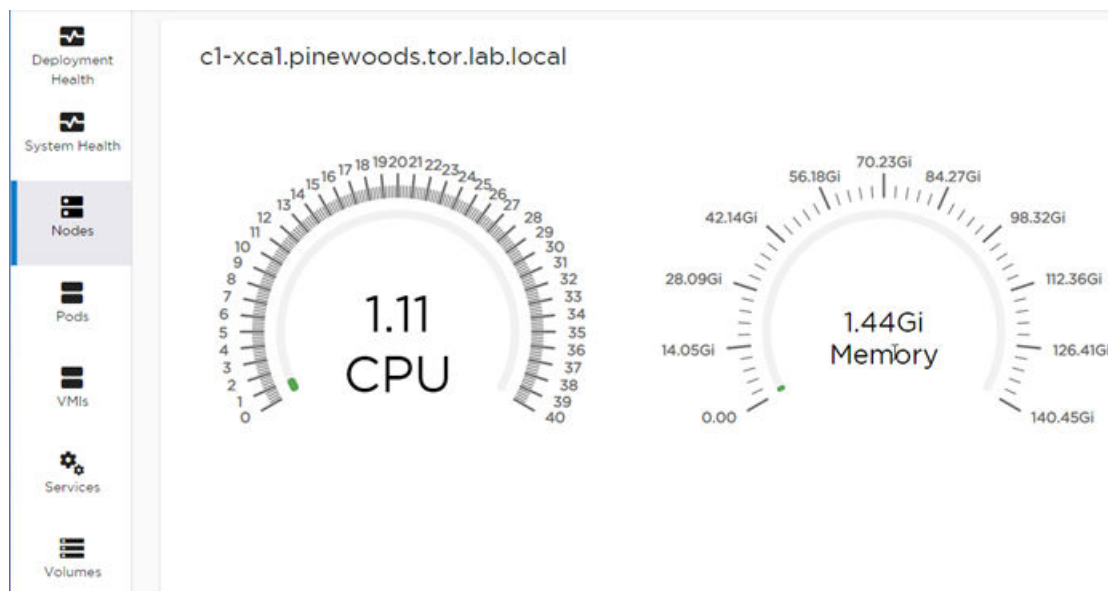 Deployment
Health
System Health
Nodes
Pods
VMIs
Services
Volumes
c1-xca1.pinewoods.tor.lab.local
0
1
2
3
4
5
6
7
8
9
10
11
12
13
14
15
16
17
18
19
20
21
22
23
24
25
26
27
28
29
30
31
32
33
34
35
36
37
38
39
40
1.11
CPU
0.00
14.05Gi
28.09Gi
42.14Gi
56.18Gi
70.23Gi
84.27Gi
98.32Gi
112.36Gi
126.41Gi
140.45Gi
1.44Gi
Memory